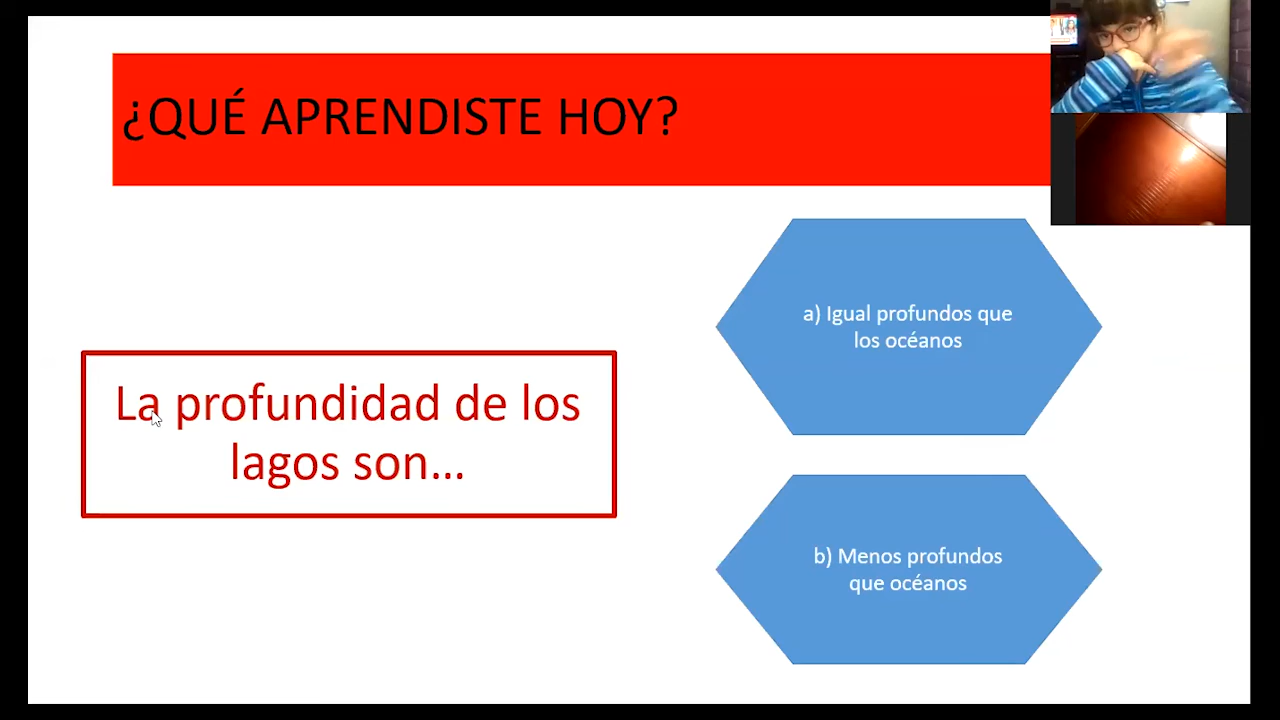 ¿QUÉ APRENDISTE HOY?
La profundidad de los
lagos son...
a) Igual profundos que
los océanos
b) Menos profundos
que océanos